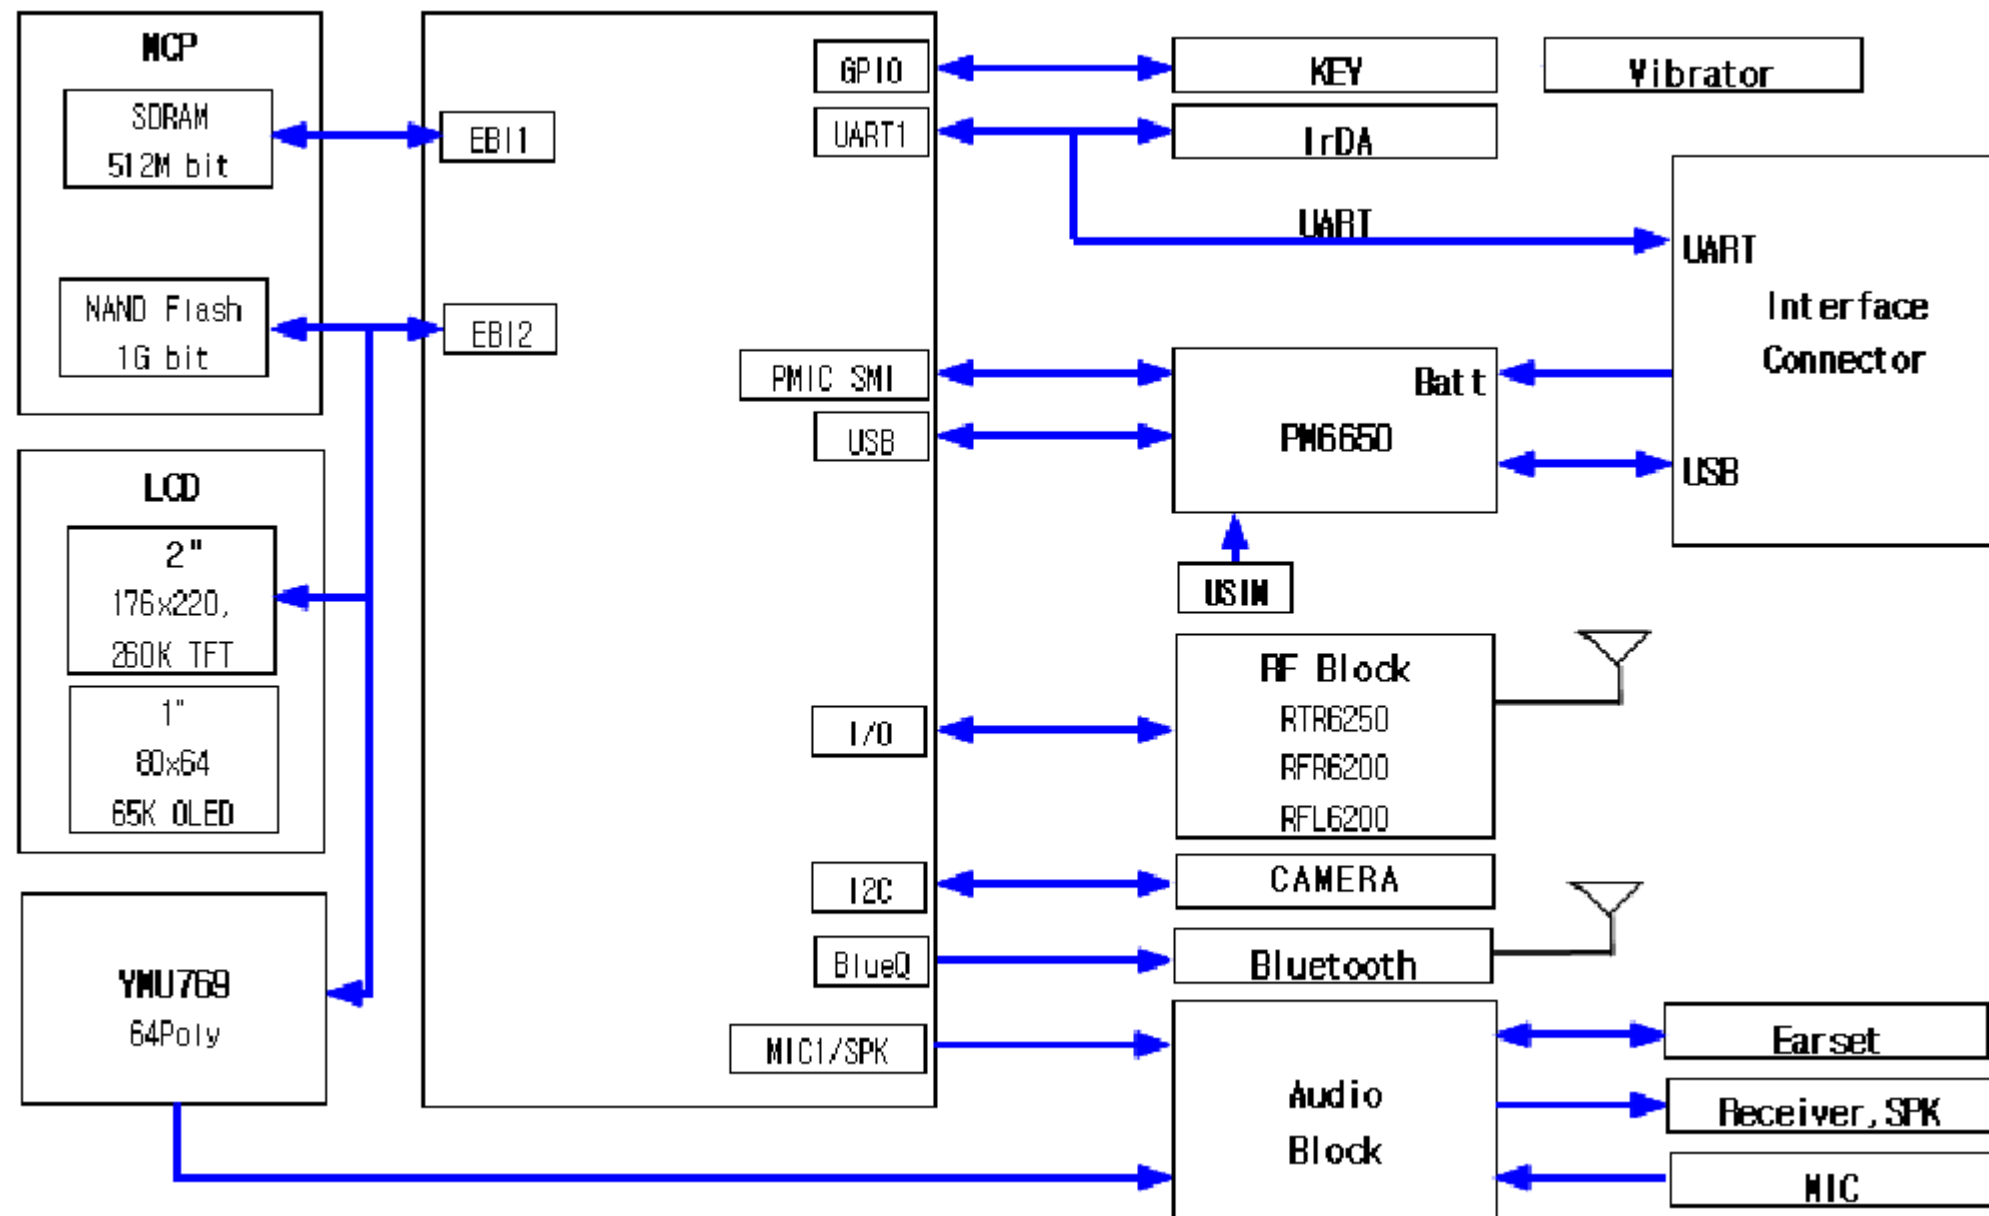 MCP
SDRAM
512M bit
NAND Flash
1G bit
LCD
2"
176x220,
260K TFT
1"
80x64
65K OLED
YMU769
64Poly
EBI1
EBI2
GPIO
UART1
PMIC SMI
USB
I/O
I2C
BlueQ
MIC1/SPK
KEY
Vibrator
IrDA
UART
UART
Interface
Connector
USB
Batt
PM6650
USIM
RF Block
RTR6250
RFR6200
RFL6200
CAMERA
Bluetooth
Audio
Block
Earset
Receiver,SPK
MIC